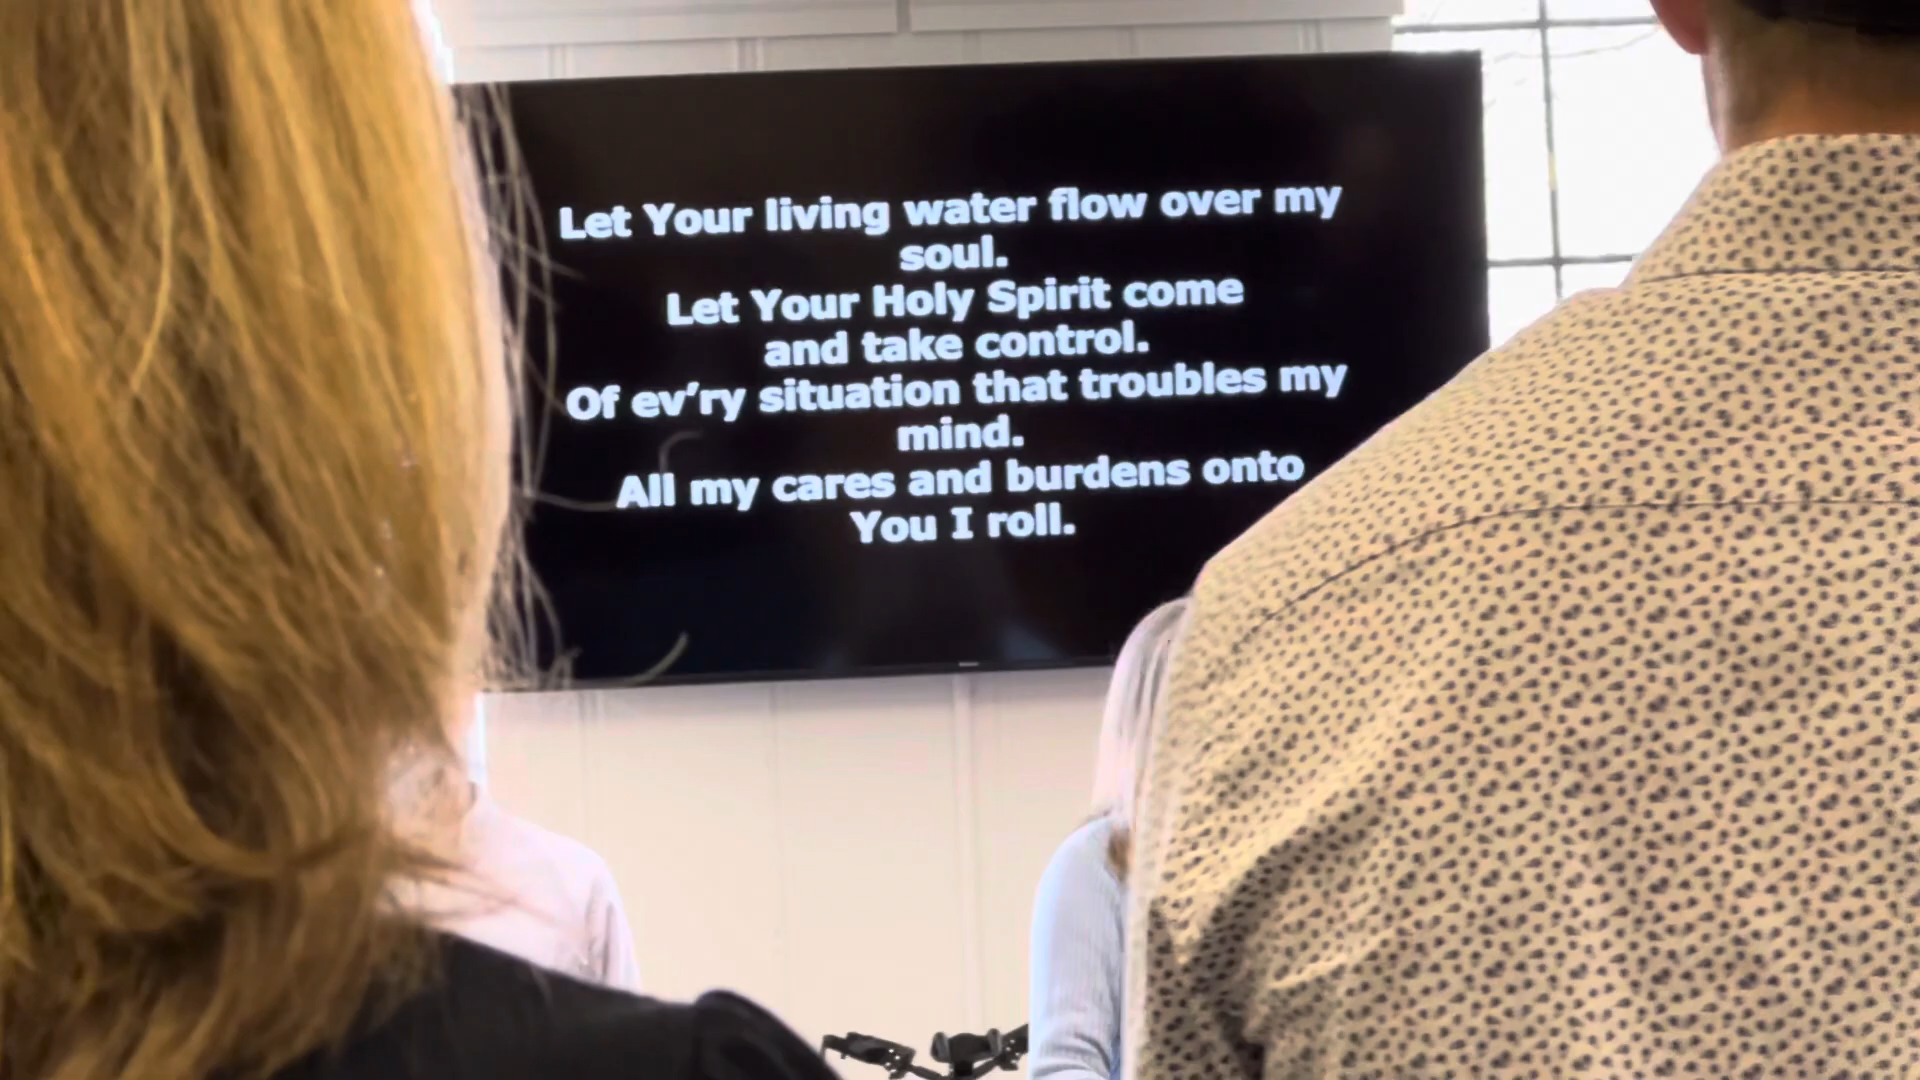 Let Your living water flow over my
soul.
Let Your Holy Spirit come
and take control.
Of ev’ry situation that troubles my
mind.
All my cares and burdens onto
You I roll.